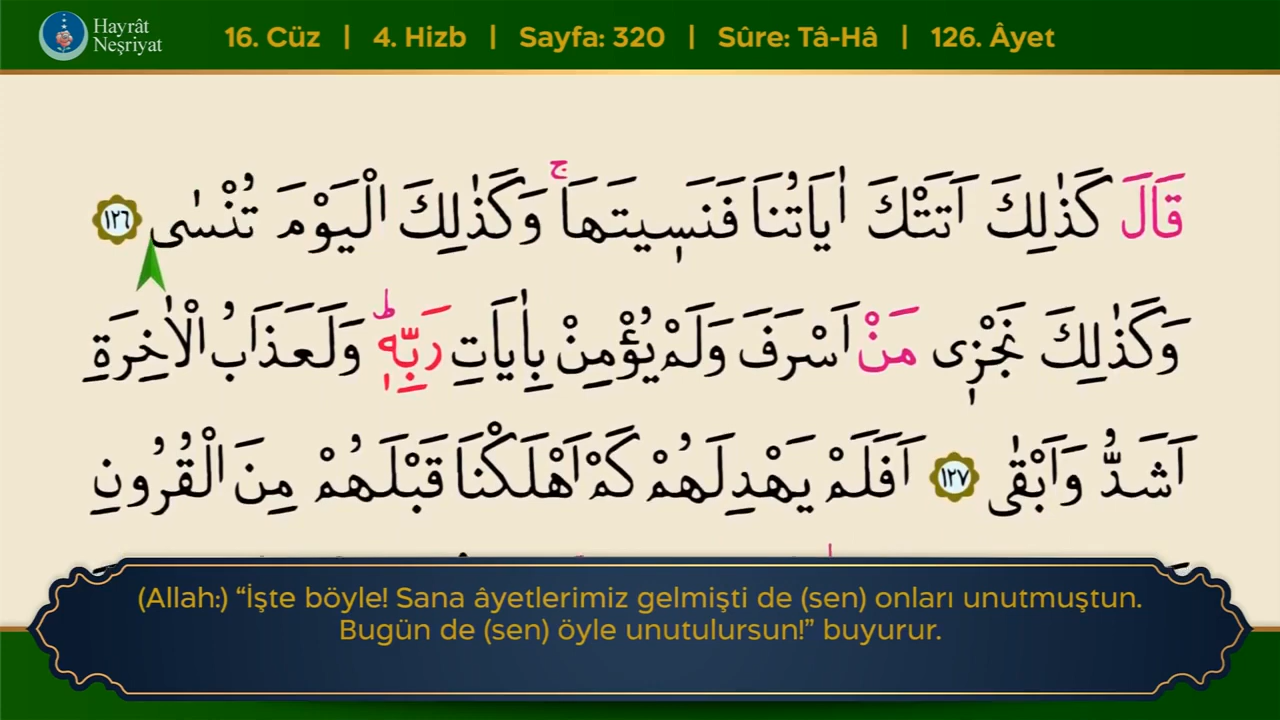 Hayrât
Neşriyat
16. Cüz | 4. Hizb | Sayfa: 320 | Sûre: Tâ-Hâ | 126. Âyet
قَالَ كَذٰلِكَ اَتَتْكَ اٰيَاتُنَا فَنَسٖيتَهَاۚ وَكَذٰلِكَ الْيَوْمَ تُنْسٰى ١٢٦
وَكَذٰلِكَ نَجْزٖى مَنْ اَسْرَفَ وَلَمْ يُؤْمِنْ بِاٰيَاتِ رَبِّهٖؕ وَلَعَذَابُ الْاٰخِرَةِ
اَشَدُّ وَاَبْقٰى ١٢٧ اَفَلَمْ يَهْدِ لَهُمْ كَمْ اَهْلَكْنَا قَبْلَهُمْ مِنَ الْقُرُونِ
(Allah:) “İşte böyle! Sana âyetlerimiz gelmişti de (sen) onları unutmuştun.
Bugün de (sen) öyle unutulursun!” buyurur.